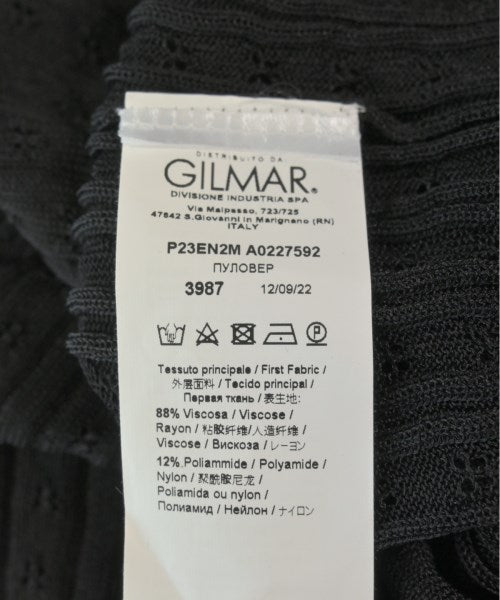 DISTRIBUITO DA:
GILMAR®
DIVISIONE INDUSTRIA SPA
Via Malpasso, 723/725
47842 S.Giovanni in Marignano (RN)
ITALY
P23EN2M A0227592
ПУЛОВЕР
3987 12/09/22
Tessuto principale / First Fabric /
外层面料 / Tecido principal /
Первая ткань / 表生地:
88% Viscosa / Viscose /
Rayon / 粘胶纤维/人造纤维 /
Viscose / Вискоза / レーヨン
12% Poliammide / Polyamide /
Nylon / 聚酰胺尼龙 /
Poliamida ou nylon /
Полиамид / Нейлон / ナイロン